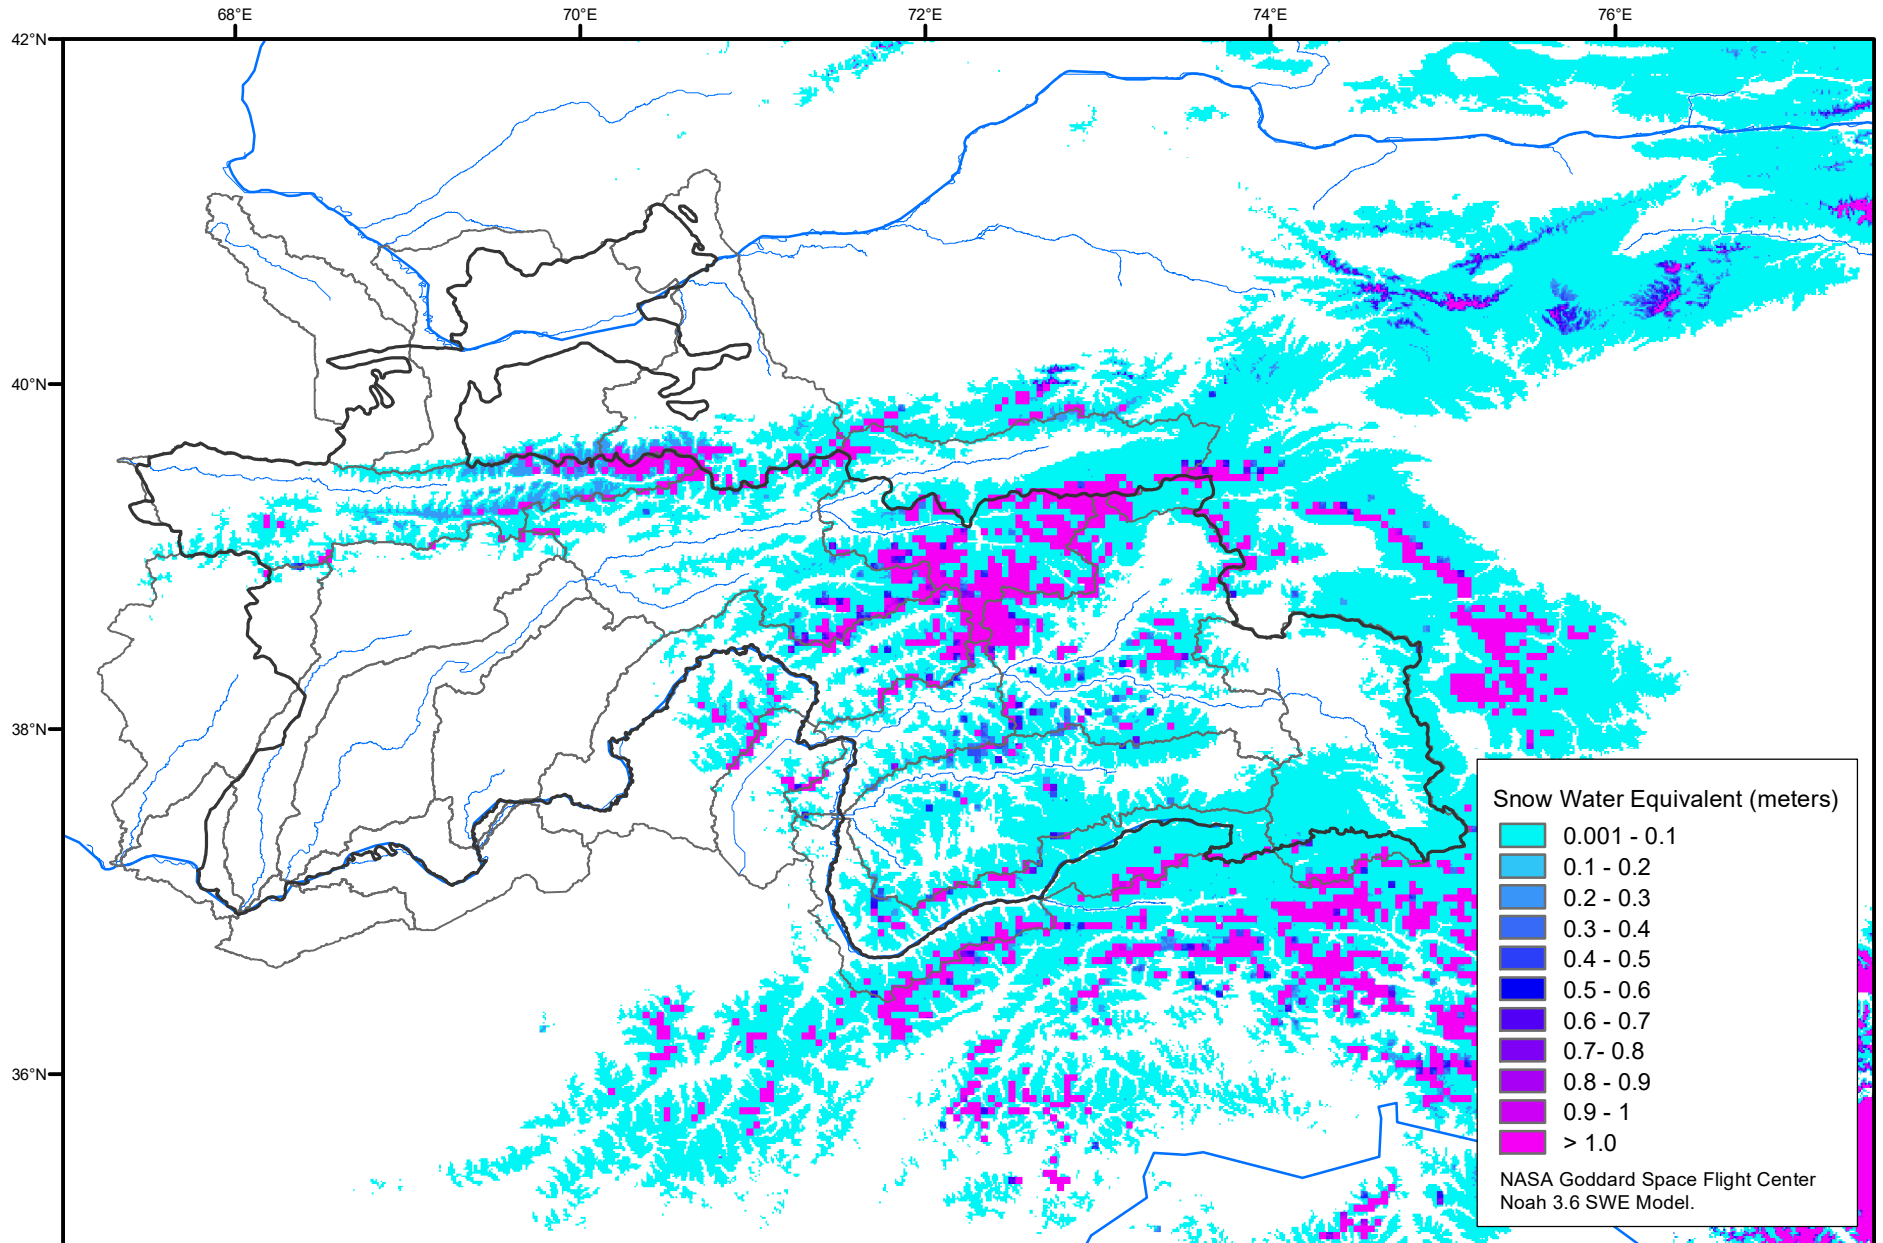 68°E
70°E
72°E
74°E
76°E
42°N
40°N
38°N
36°N
Snow Water Equivalent (meters)
0.001 - 0.1
0.1 - 0.2
0.2 - 0.3
0.3 - 0.4
0.4 - 0.5
0.5 - 0.6
0.6 - 0.7
0.7- 0.8
0.8 - 0.9
0.9 - 1
> 1.0
NASA Goddard Space Flight Center
Noah 3.6 SWE Model.